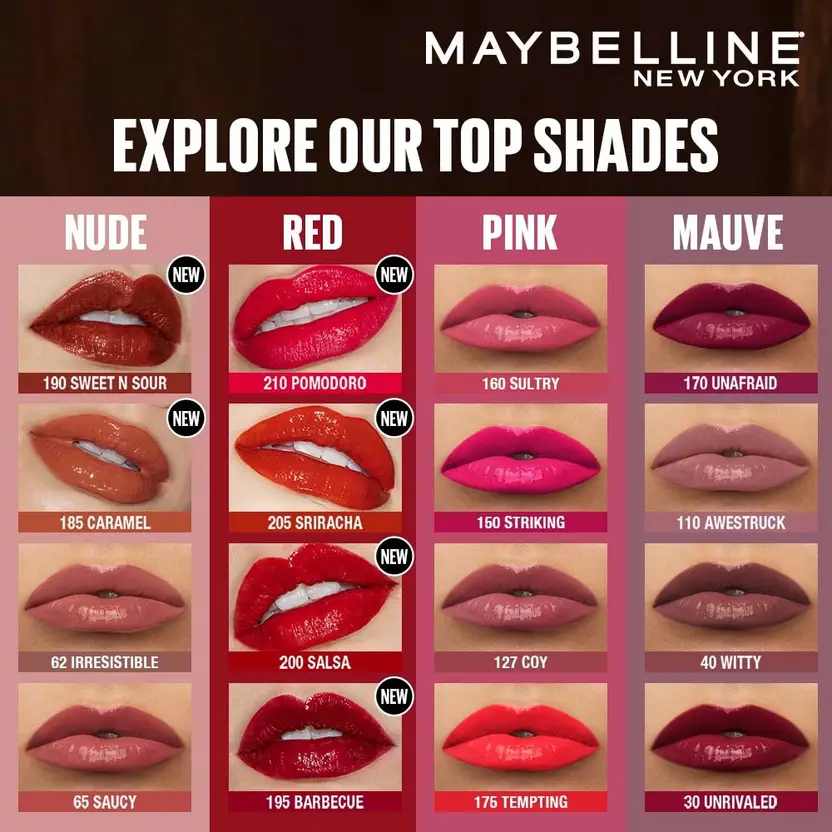 MAYBELLINE
NEW YORK
EXPLORE OUR TOP SHADES
NUDE
RED
PINK
MAUVE
NEW
190 SWEET N SOUR
NEW
210 POMODORO
160 SULTRY
170 UNAFRAID
NEW
185 CARAMEL
NEW
205 SRIRACHA
150 STRIKING
110 AWESTRUCK
62 IRRESISTIBLE
NEW
200 SALSA
127 COY
40 WITTY
65 SAUCY
NEW
195 BARBECUE
175 TEMPTING
30 UNRIVALED